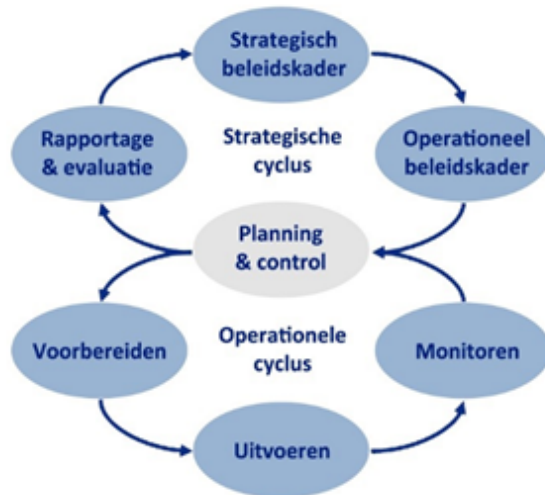 Strategisch
beleidskader
Rapportage
& evaluatie
Strategische
cyclus
Operationeel
beleidskader
Planning
& control
Voorbereiden
Operationele
cyclus
Monitoren
Uitvoeren